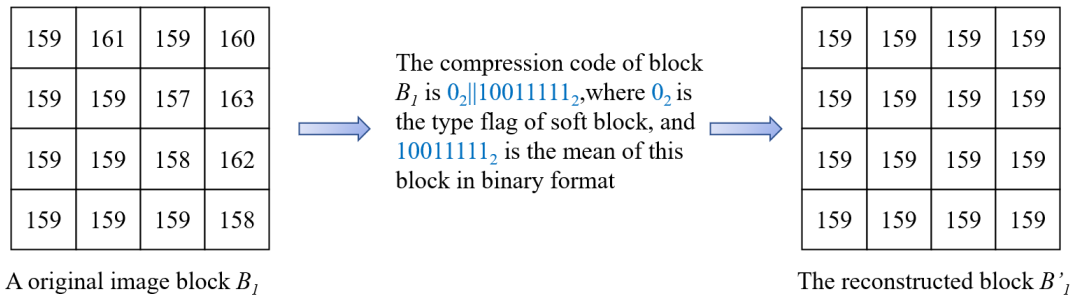 159 161 159 160
159 159 157 163
159 159 158 162
159 159 159 158
A original image block B₁
The compression code of block
B₁ is 0₂||10011111₂,where 0₂ is
the type flag of soft block, and
10011111₂ is the mean of this
block in binary format
159 159 159 159
159 159 159 159
159 159 159 159
159 159 159 159
The reconstructed block B’₁